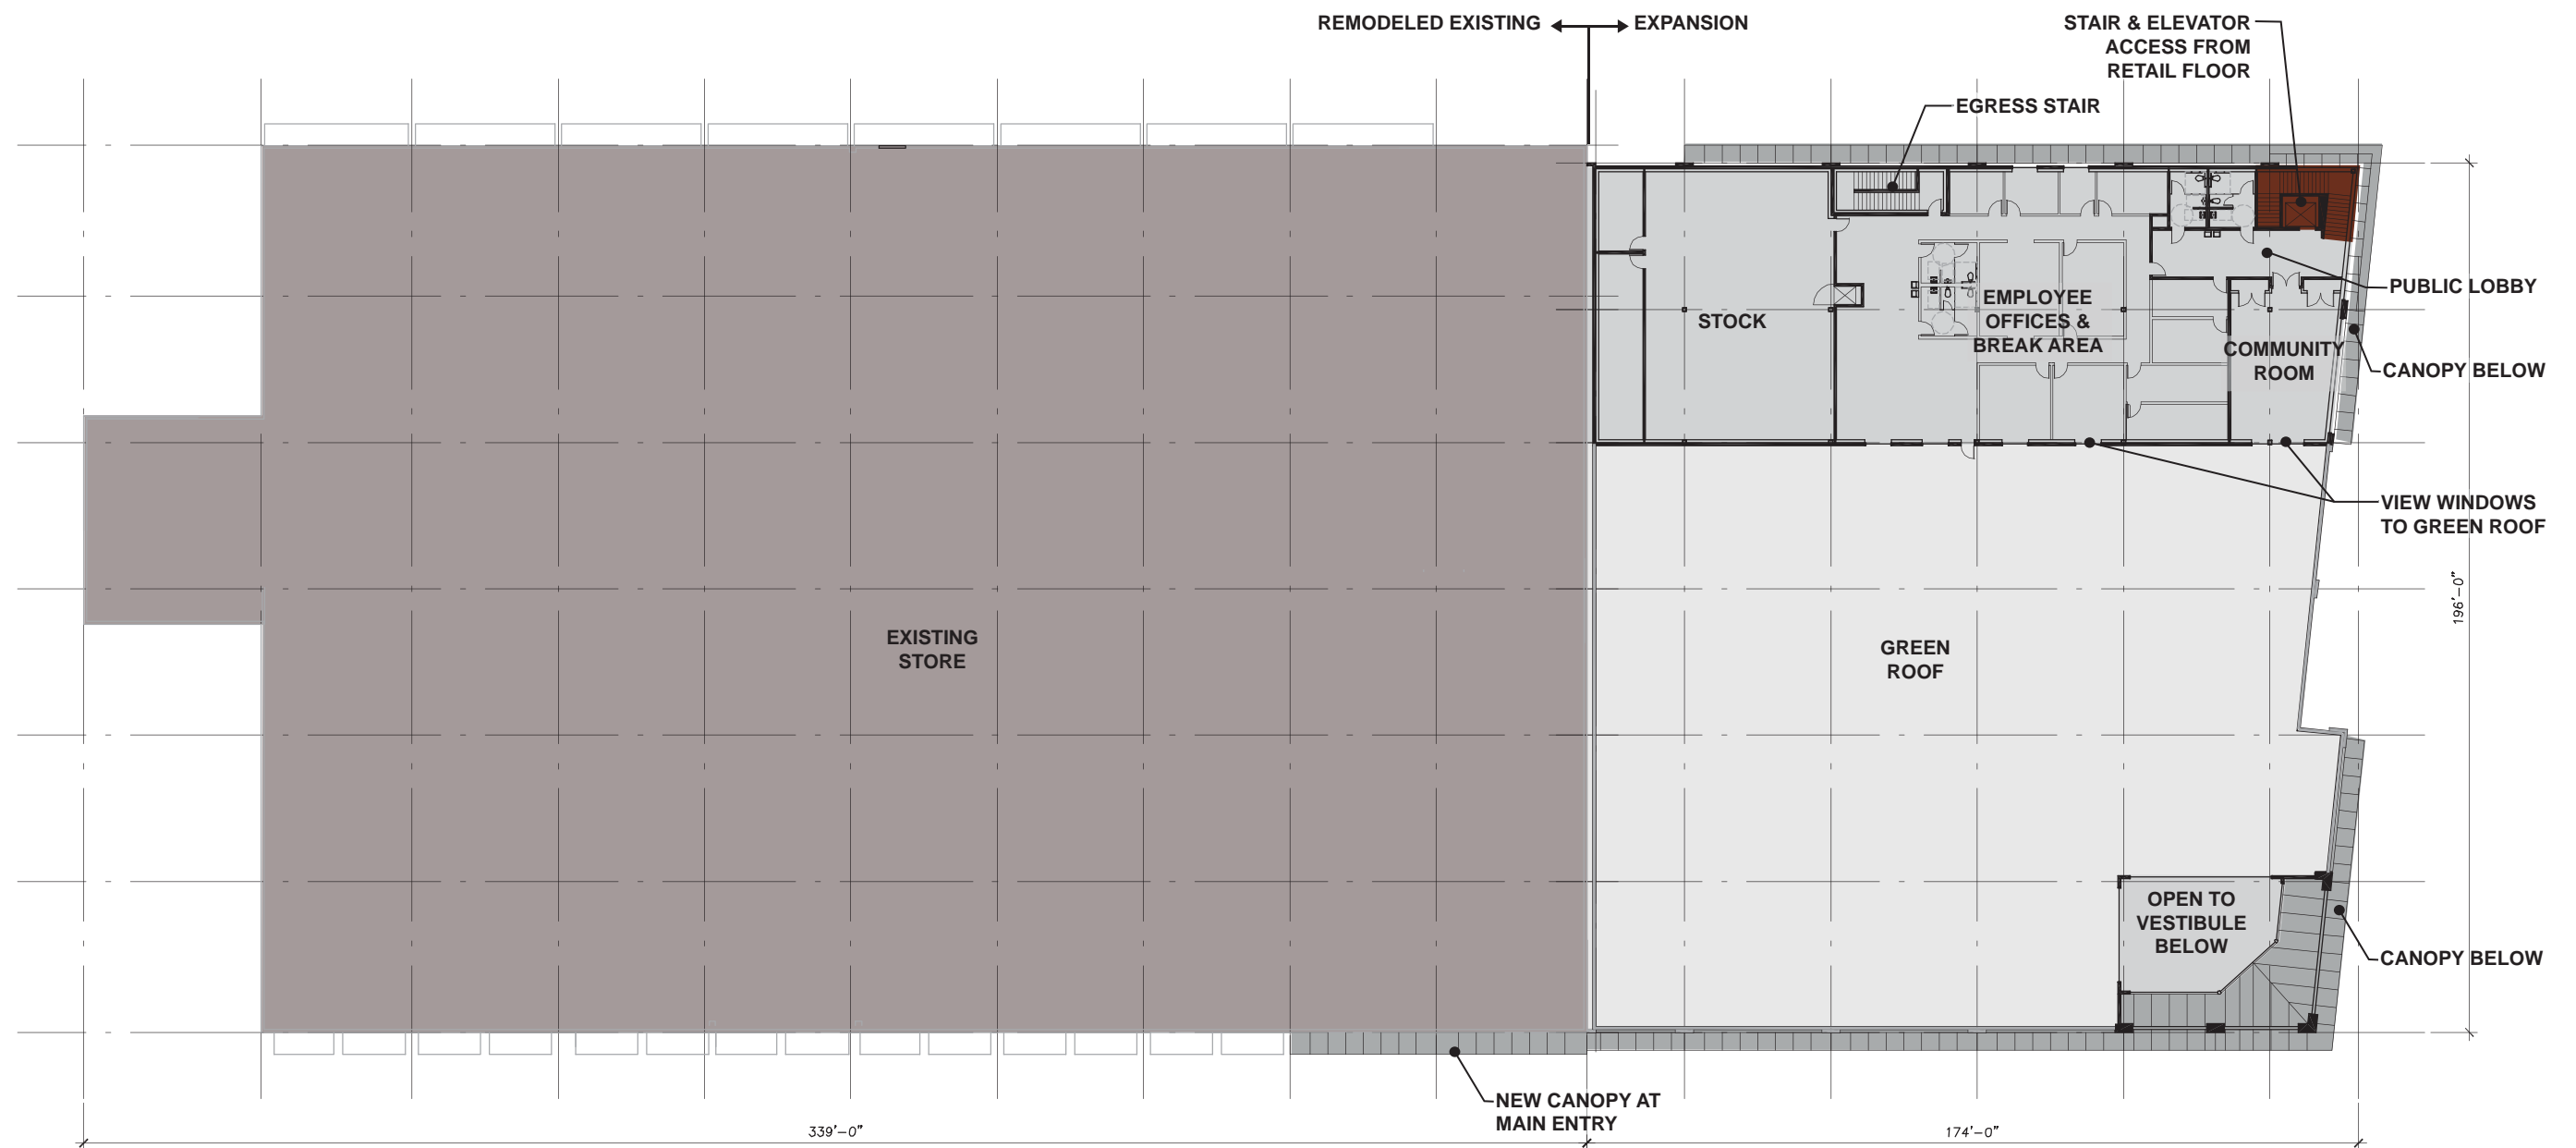 REMODELED EXISTING
EXPANSION
STAIR & ELEVATOR
ACCESS FROM
RETAIL FLOOR
EGRESS STAIR
PUBLIC LOBBY
STOCK
EMPLOYEE
OFFICES &
BREAK AREA
COMMUNITY
ROOM
CANOPY BELOW
VIEW WINDOWS
TO GREEN ROOF
196'-0"
EXISTING
STORE
GREEN
ROOF
OPEN TO
VESTIBULE
BELOW
CANOPY BELOW
NEW CANOPY AT
MAIN ENTRY
339'-0"
174'-0"